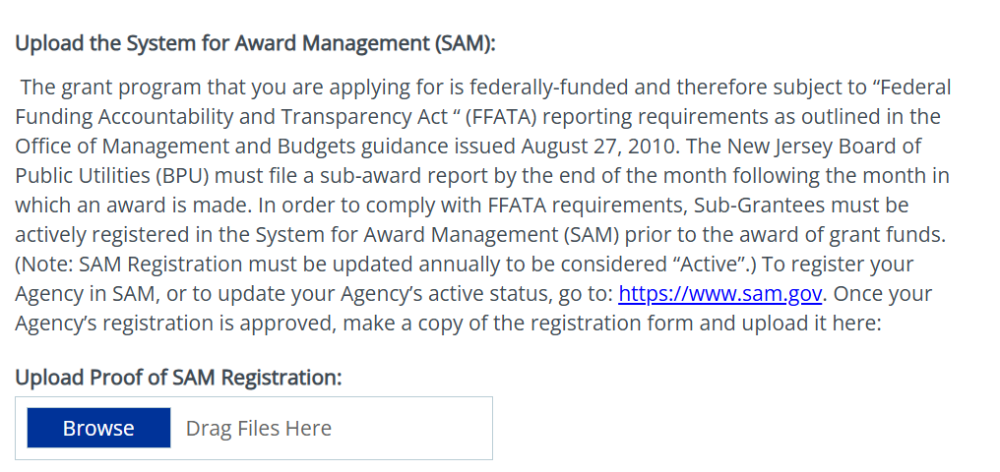 Upload the System for Award Management (SAM):
The grant program that you are applying for is federally-funded and therefore subject to “Federal
Funding Accountability and Transparency Act “ (FFATA) reporting requirements as outlined in the
Office of Management and Budgets guidance issued August 27, 2010. The New Jersey Board of
Public Utilities (BPU) must file a sub-award report by the end of the month following the month in
which an award is made. In order to comply with FFATA requirements, Sub-Grantees must be
actively registered in the System for Award Management (SAM) prior to the award of grant funds.
(Note: SAM Registration must be updated annually to be considered “Active”.) To register your
Agency in SAM, or to update your Agency’s active status, go to: https://www.sam.gov. Once your
Agency’s registration is approved, make a copy of the registration form and upload it here:
Upload Proof of SAM Registration:
Browse Drag Files Here